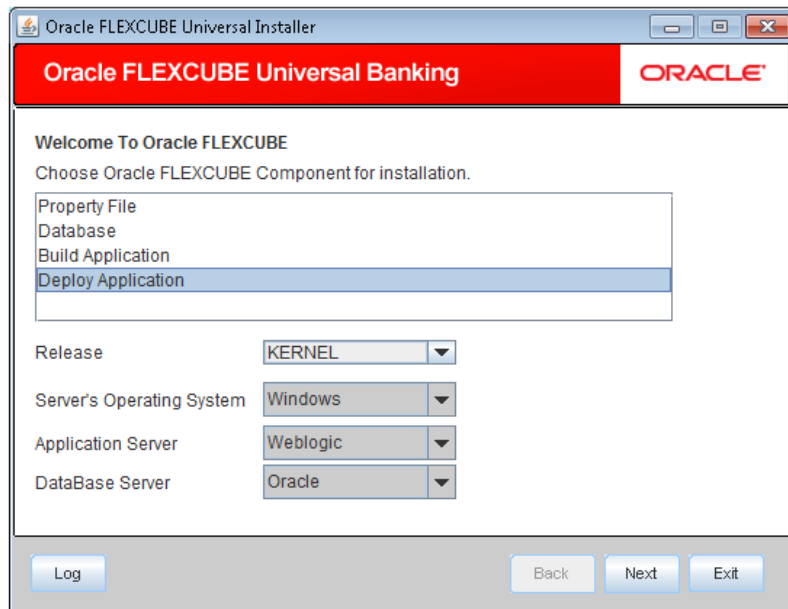 Oracle FLEXCUBE Universal Installer
Oracle FLEXCUBE Universal Banking
ORACLE®
Welcome To Oracle FLEXCUBE
Choose Oracle FLEXCUBE Component for installation.
Property File
Database
Build Application
Deploy Application
Release KERNEL
Server's Operating System Windows
Application Server Weblogic
DataBase Server Oracle
Log Back Next Exit